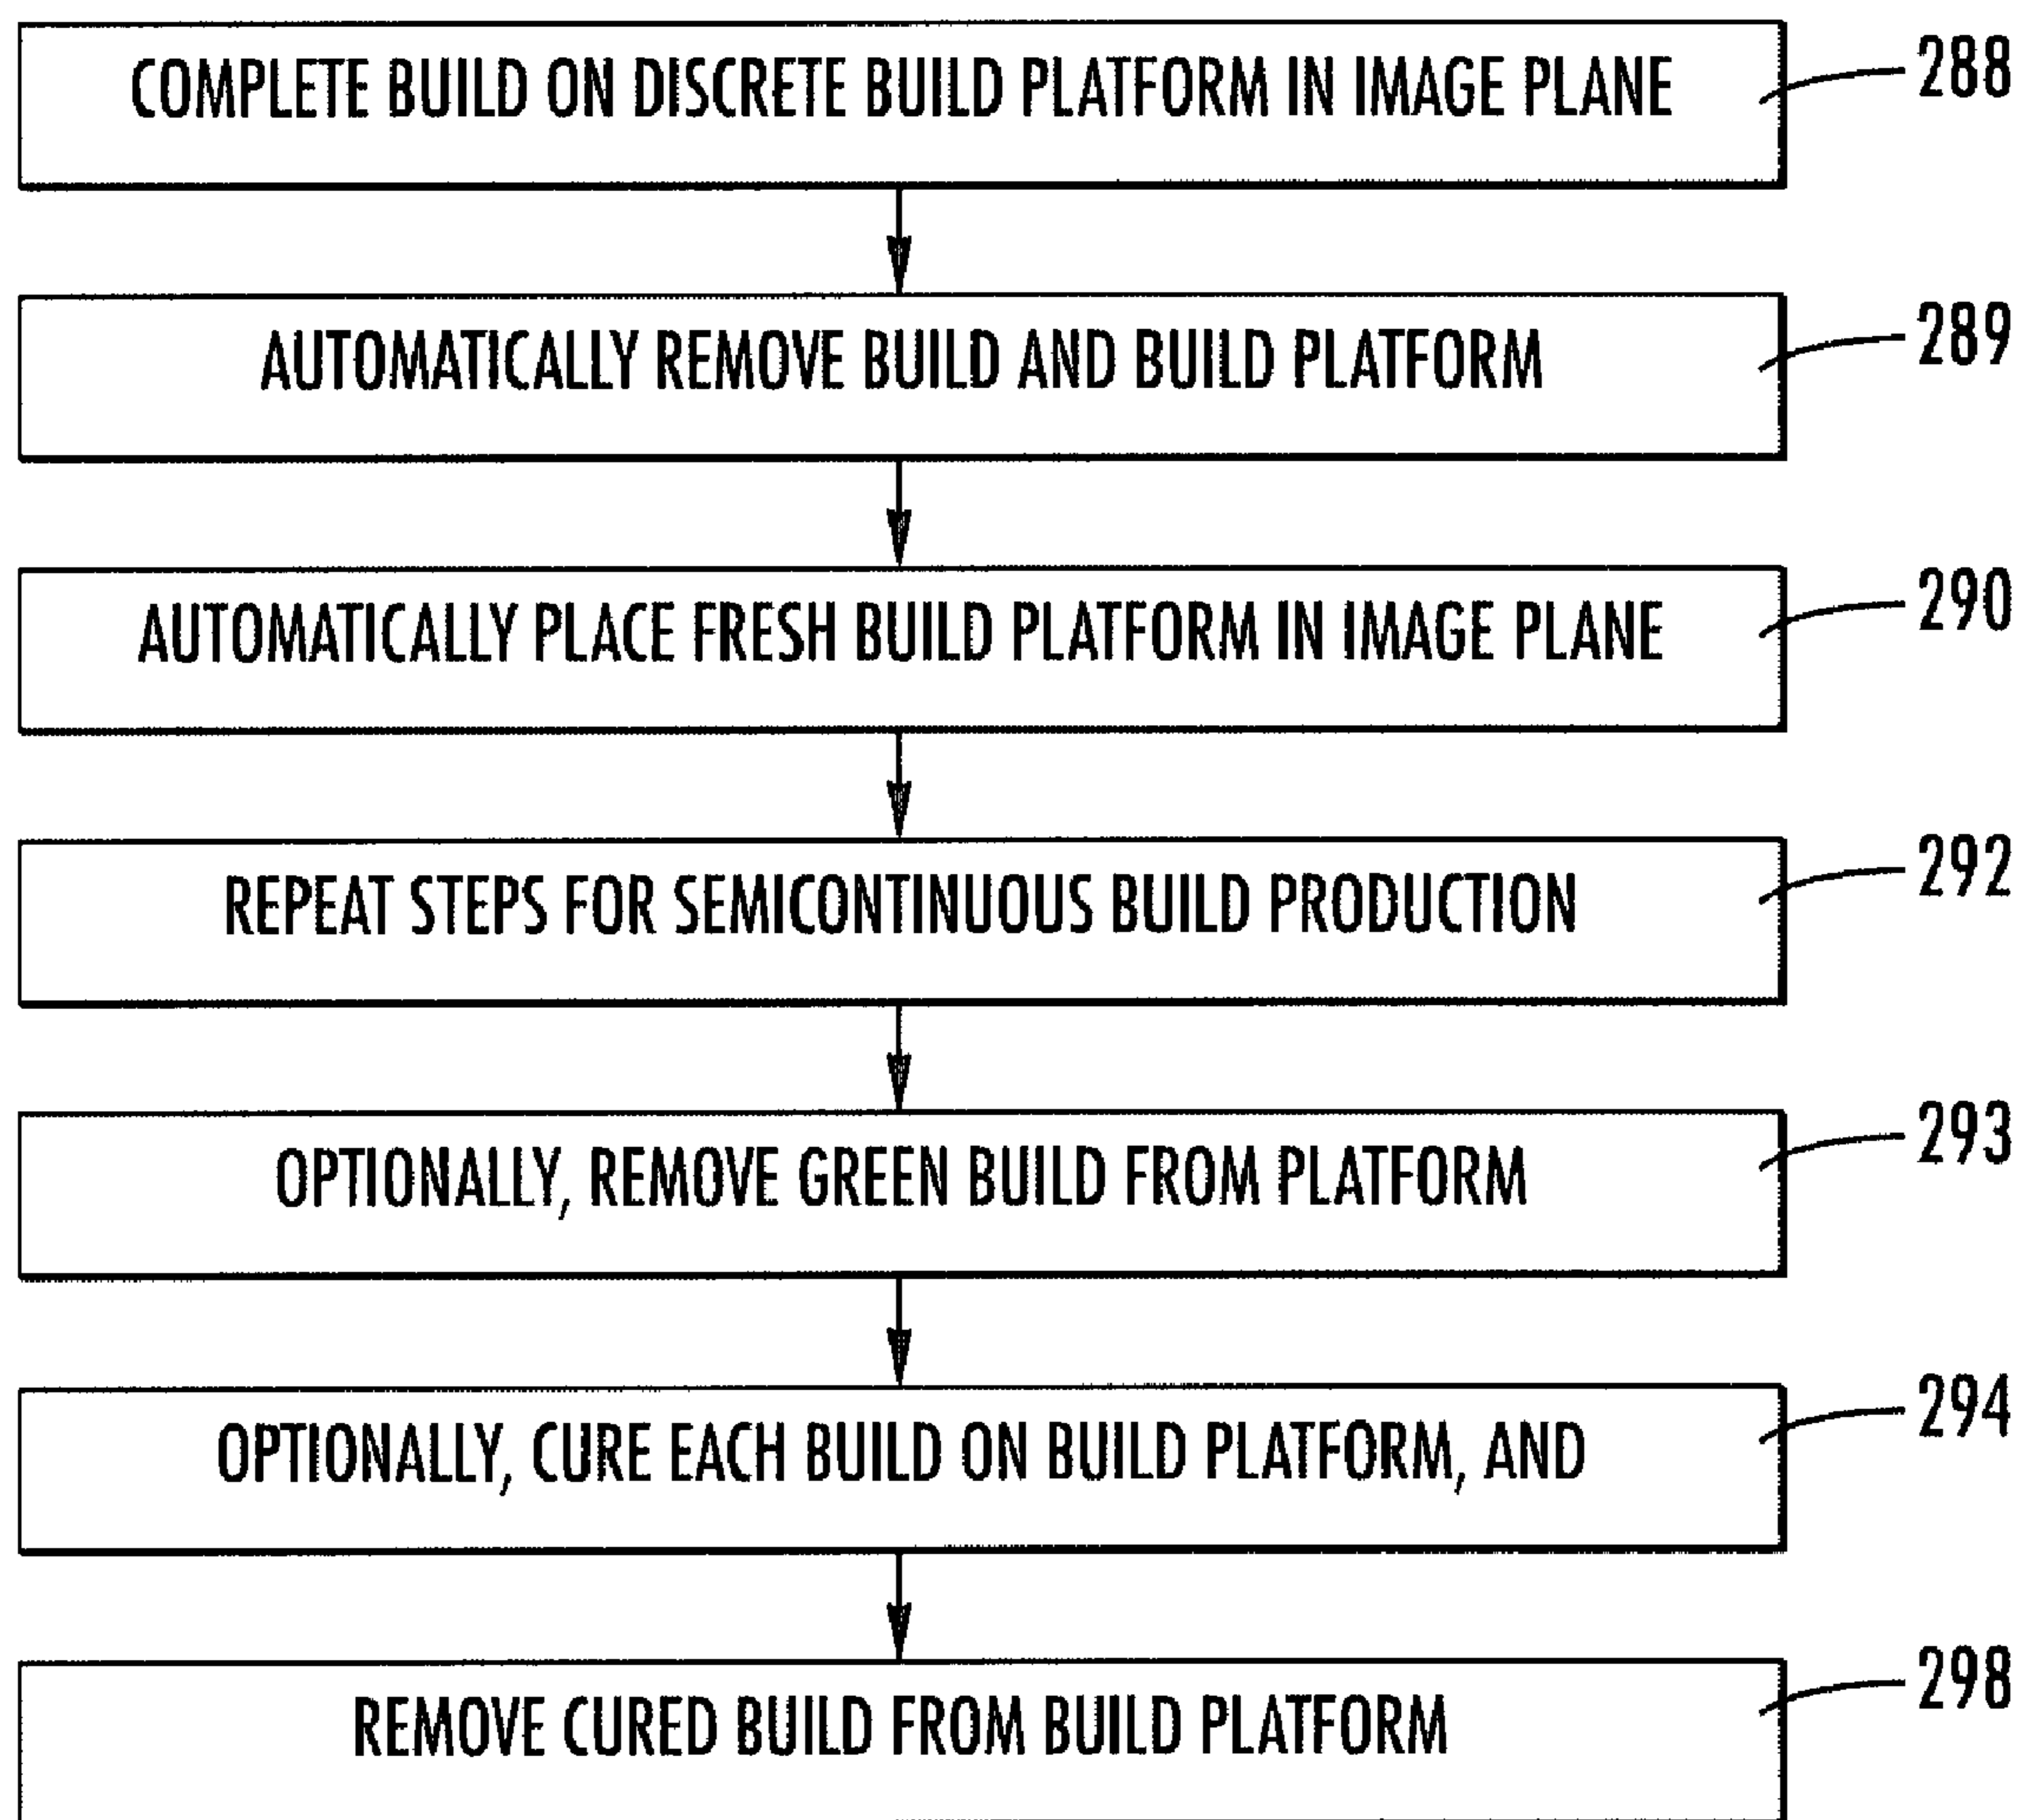 COMPLETE BUILD ON DISCRETE BUILD PLATFORM IN IMAGE PLANE
288
AUTOMATICALLY REMOVE BUILD AND BUILD PLATFORM
289
AUTOMATICALLY PLACE FRESH BUILD PLATFORM IN IMAGE PLANE
290
REPEAT STEPS FOR SEMICONTINUOUS BUILD PRODUCTION
292
OPTIONALLY, REMOVE GREEN BUILD FROM PLATFORM
293
OPTIONALLY, CURE EACH BUILD ON BUILD PLATFORM, AND
294
REMOVE CURED BUILD FROM BUILD PLATFORM
298